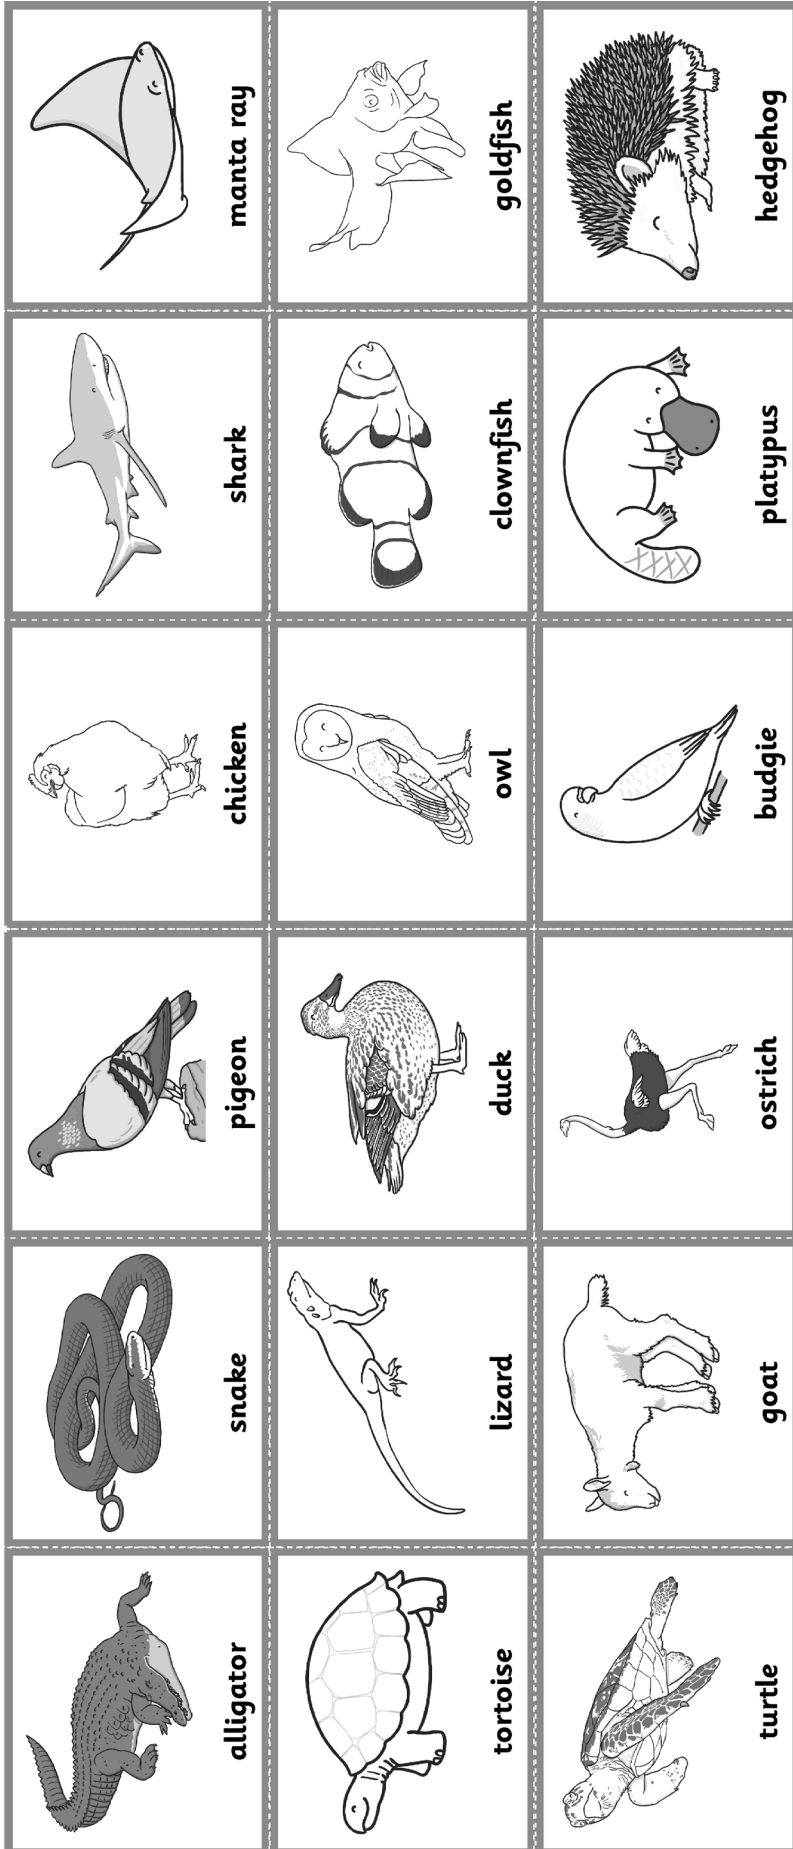 alligator
snake
pigeon
chicken
shark
manta ray
tortoise
lizard
duck
owl
clownfish
goldfish
turtle
goat
ostrich
budgie
platypus
hedgehog